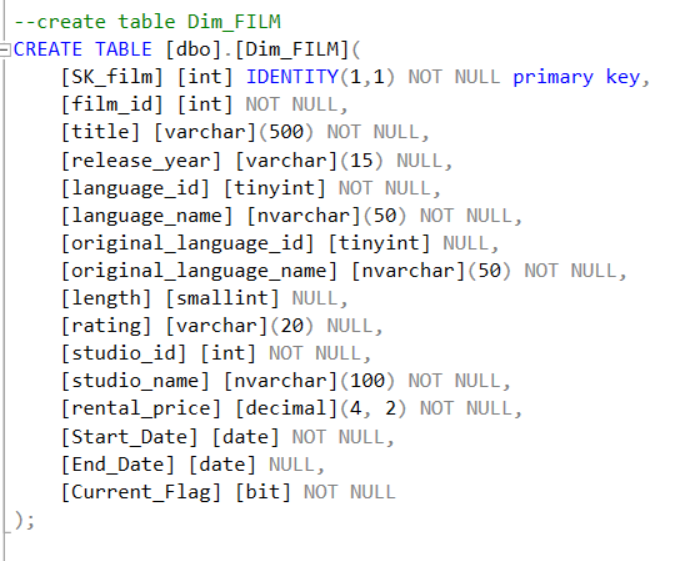 --create table Dim_FILM
CREATE TABLE [dbo].[Dim_FILM](
[SK_film] [int] IDENTITY(1,1) NOT NULL primary key,
[film_id] [int] NOT NULL,
[title] [varchar](500) NOT NULL,
[release_year] [varchar](15) NULL,
[language_id] [tinyint] NOT NULL,
[language_name] [nvarchar](50) NOT NULL,
[original_language_id] [tinyint] NULL,
[original_language_name] [nvarchar](50) NOT NULL,
[length] [smallint] NULL,
[rating] [varchar](20) NULL,
[studio_id] [int] NOT NULL,
[studio_name] [nvarchar](100) NOT NULL,
[rental_price] [decimal](4, 2) NOT NULL,
[Start_Date] [date] NOT NULL,
[End_Date] [date] NULL,
[Current_Flag] [bit] NOT NULL
);